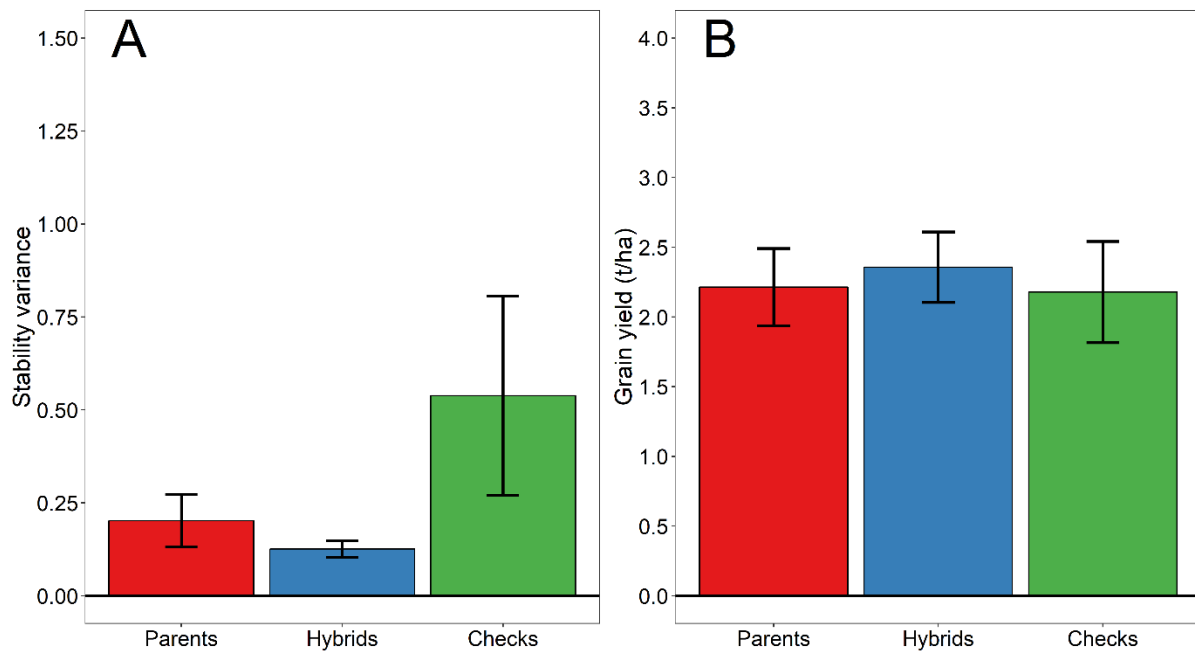 A
Stability variance
1.50
1.25
1.00
0.75
0.50
0.25
0.00
Parents Hybrids Checks
B
Grain yield (t/ha)
4.0
3.5
3.0
2.5
2.0
1.5
1.0
0.5
0.0
Parents Hybrids Checks